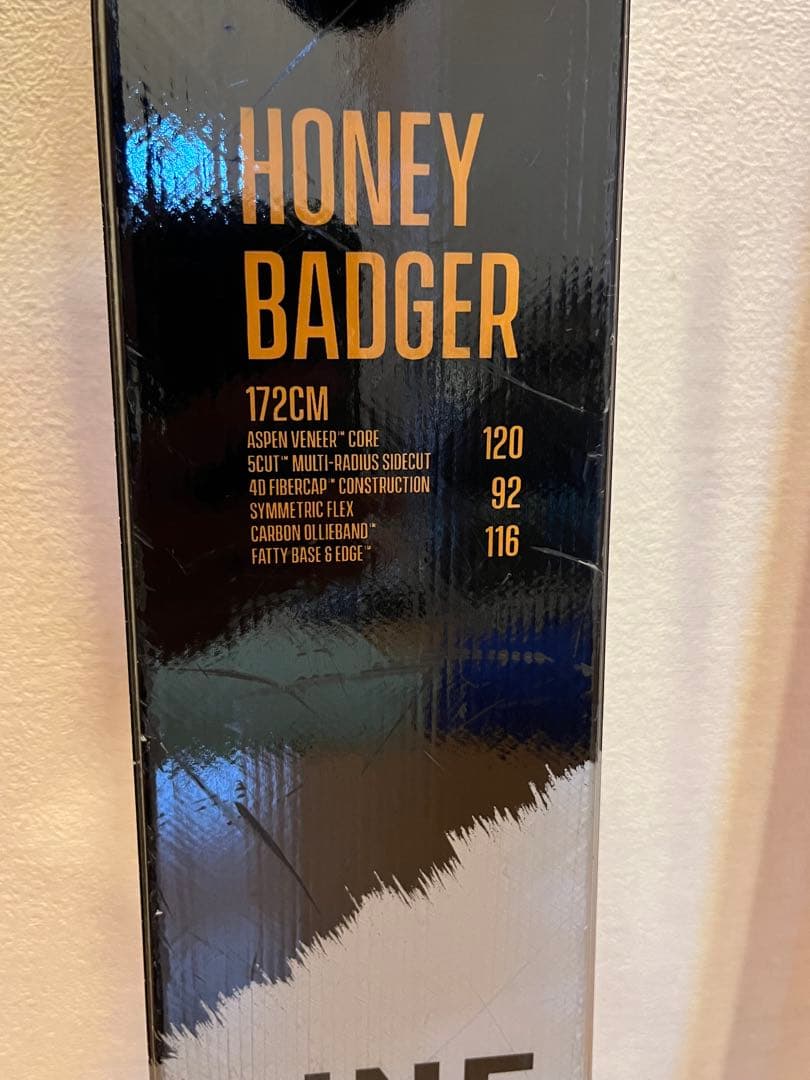 HONEY
BADGER
172CM
ASPEN VENEER™ CORE
5CUT™ MULTI-RADIUS SIDECUT
4D FIBERCAP™ CONSTRUCTION
SYMMETRIC FLEX
CARBON OLLIEBAND™
FATTY BASE & EDGE™
120
92
116